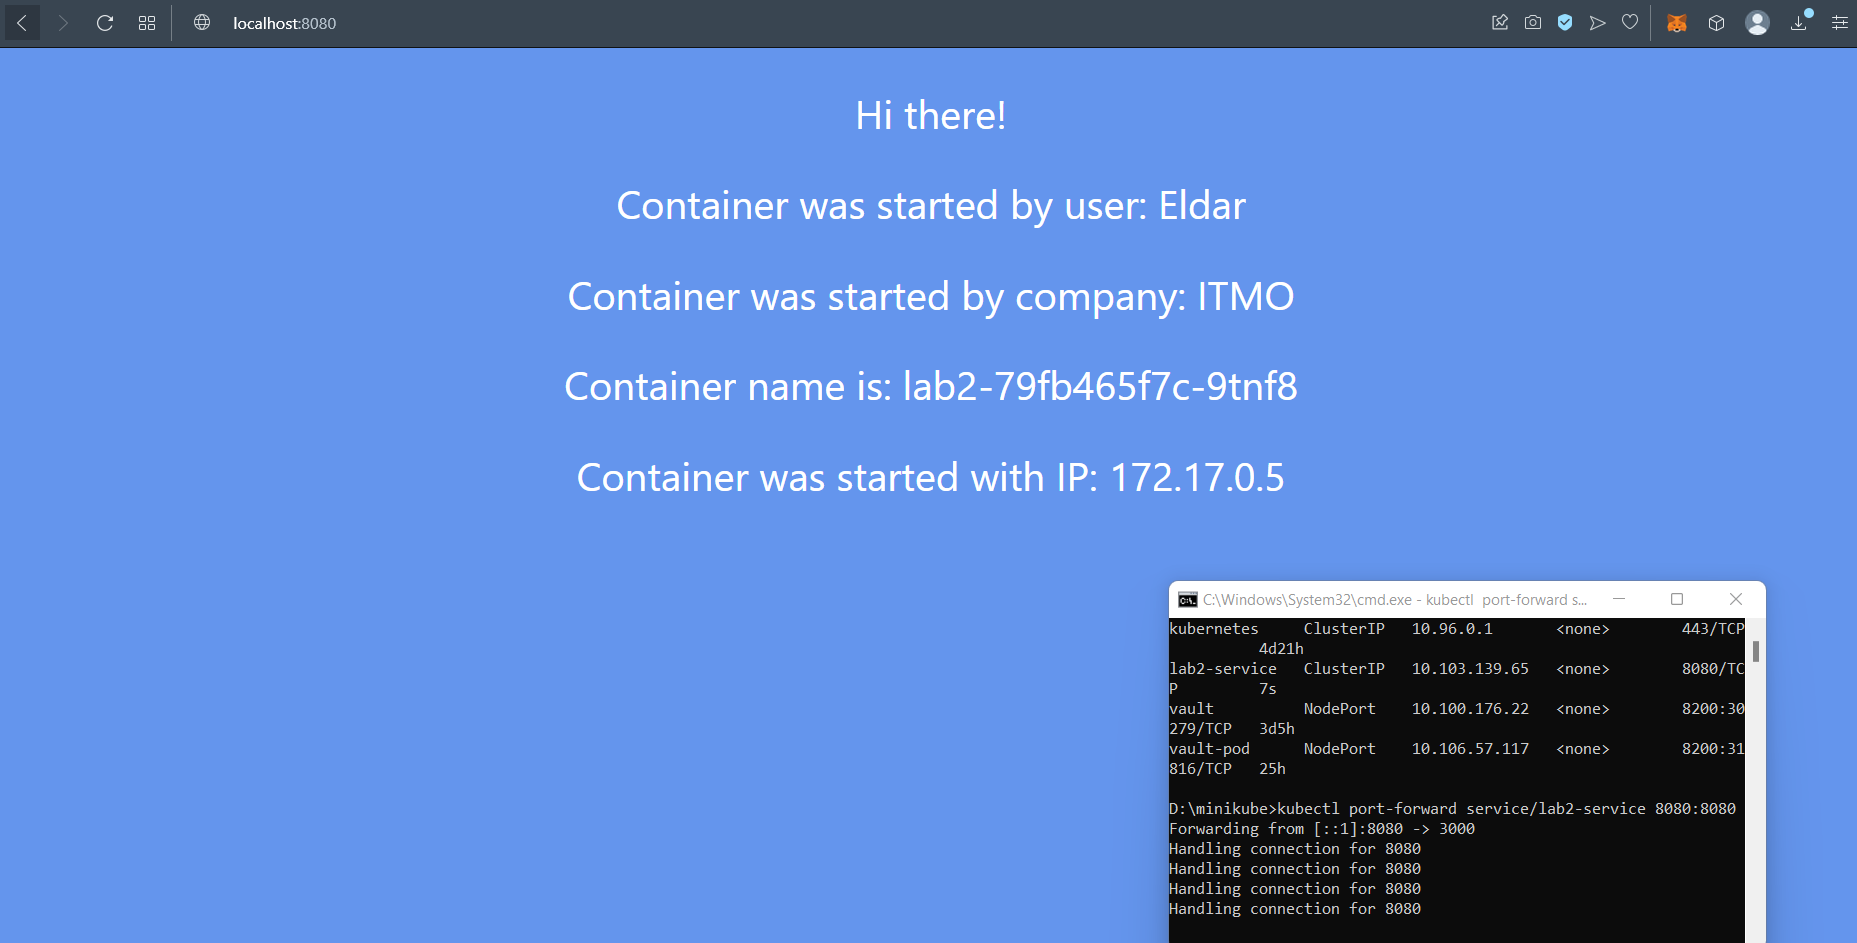 localhost:8080
Hi there!
Container was started by user: Eldar
Container was started by company: ITMO
Container name is: lab2-79fb465f7c-9tnf8
Container was started with IP: 172.17.0.5
C:\Windows\System32\cmd.exe - kubectl  port-forward s...
kubernetes     ClusterIP   10.96.0.1       <none>        443/TCP
          4d21h
lab2-service   ClusterIP   10.103.139.65   <none>        8080/TC
P         7s
vault          NodePort    10.100.176.22   <none>        8200:30
279/TCP   3d5h
vault-pod      NodePort    10.106.57.117   <none>        8200:31
816/TCP   25h
D:\minikube>kubectl port-forward service/lab2-service 8080:8080
Forwarding from [::1]:8080 -> 3000
Handling connection for 8080
Handling connection for 8080
Handling connection for 8080
Handling connection for 8080